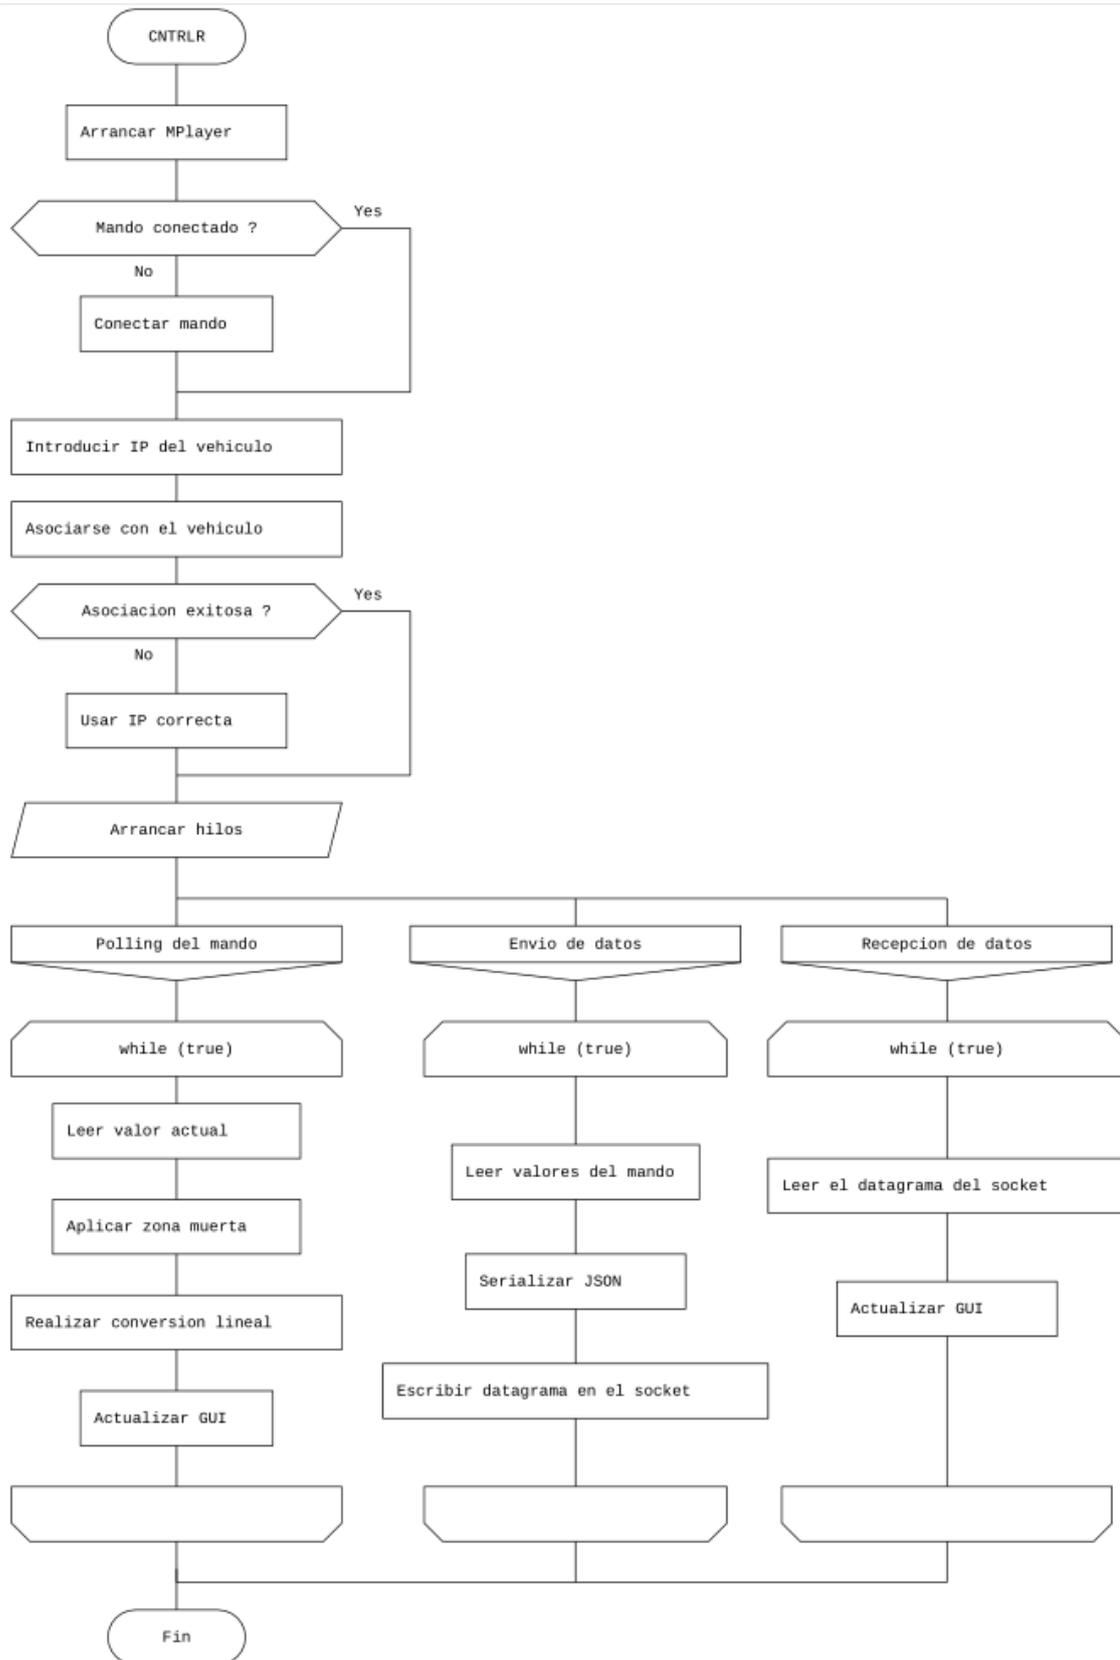 CNTRLR
Arrancar MPlayer
Mando conectado ?
Yes
No
Conectar mando
Introducir IP del vehiculo
Asociarse con el vehiculo
Asociacion exitosa ?
Yes
No
Usar IP correcta
Arrancar hilos
Polling del mando
while (true)
Leer valor actual
Aplicar zona muerta
Realizar conversion lineal
Actualizar GUI
Envio de datos
while (true)
Leer valores del mando
Serializar JSON
Escribir datagrama en el socket
Recepcion de datos
while (true)
Leer el datagrama del socket
Actualizar GUI
Fin